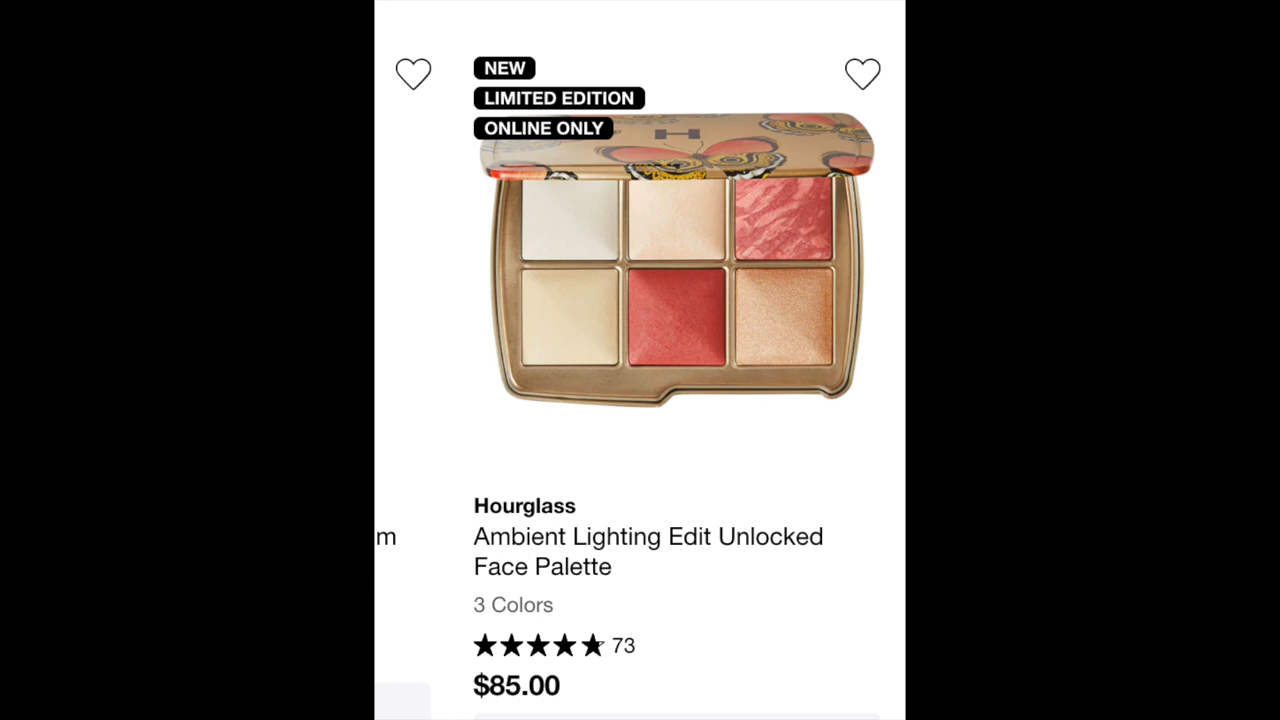 NEW
LIMITED EDITION
ONLINE ONLY
m
Hourglass
Ambient Lighting Edit Unlocked
Face Palette
3 Colors
73
$85.00